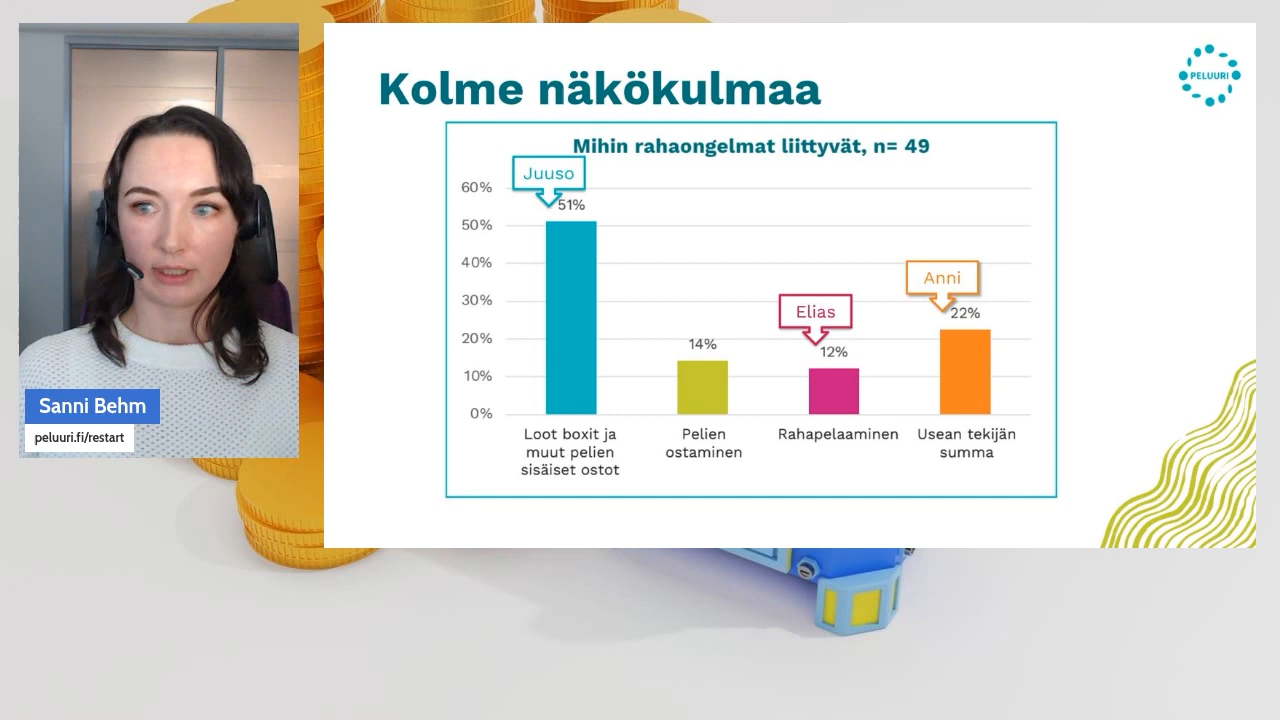 Kolme näkökulmaa
PELUURI
Mihin rahaongelmat liittyvät, n= 49
Juuso
60%
51%
50%
40%
Anni
30%
Elias
22%
20%
14%
12%
10%
0%
Loot boxit ja
muut pelien
sisäiset ostot
Pelien
ostaminen
Rahapelaaminen
Usean tekijän
summa
Sanni Behm
peluuri.fi/restart